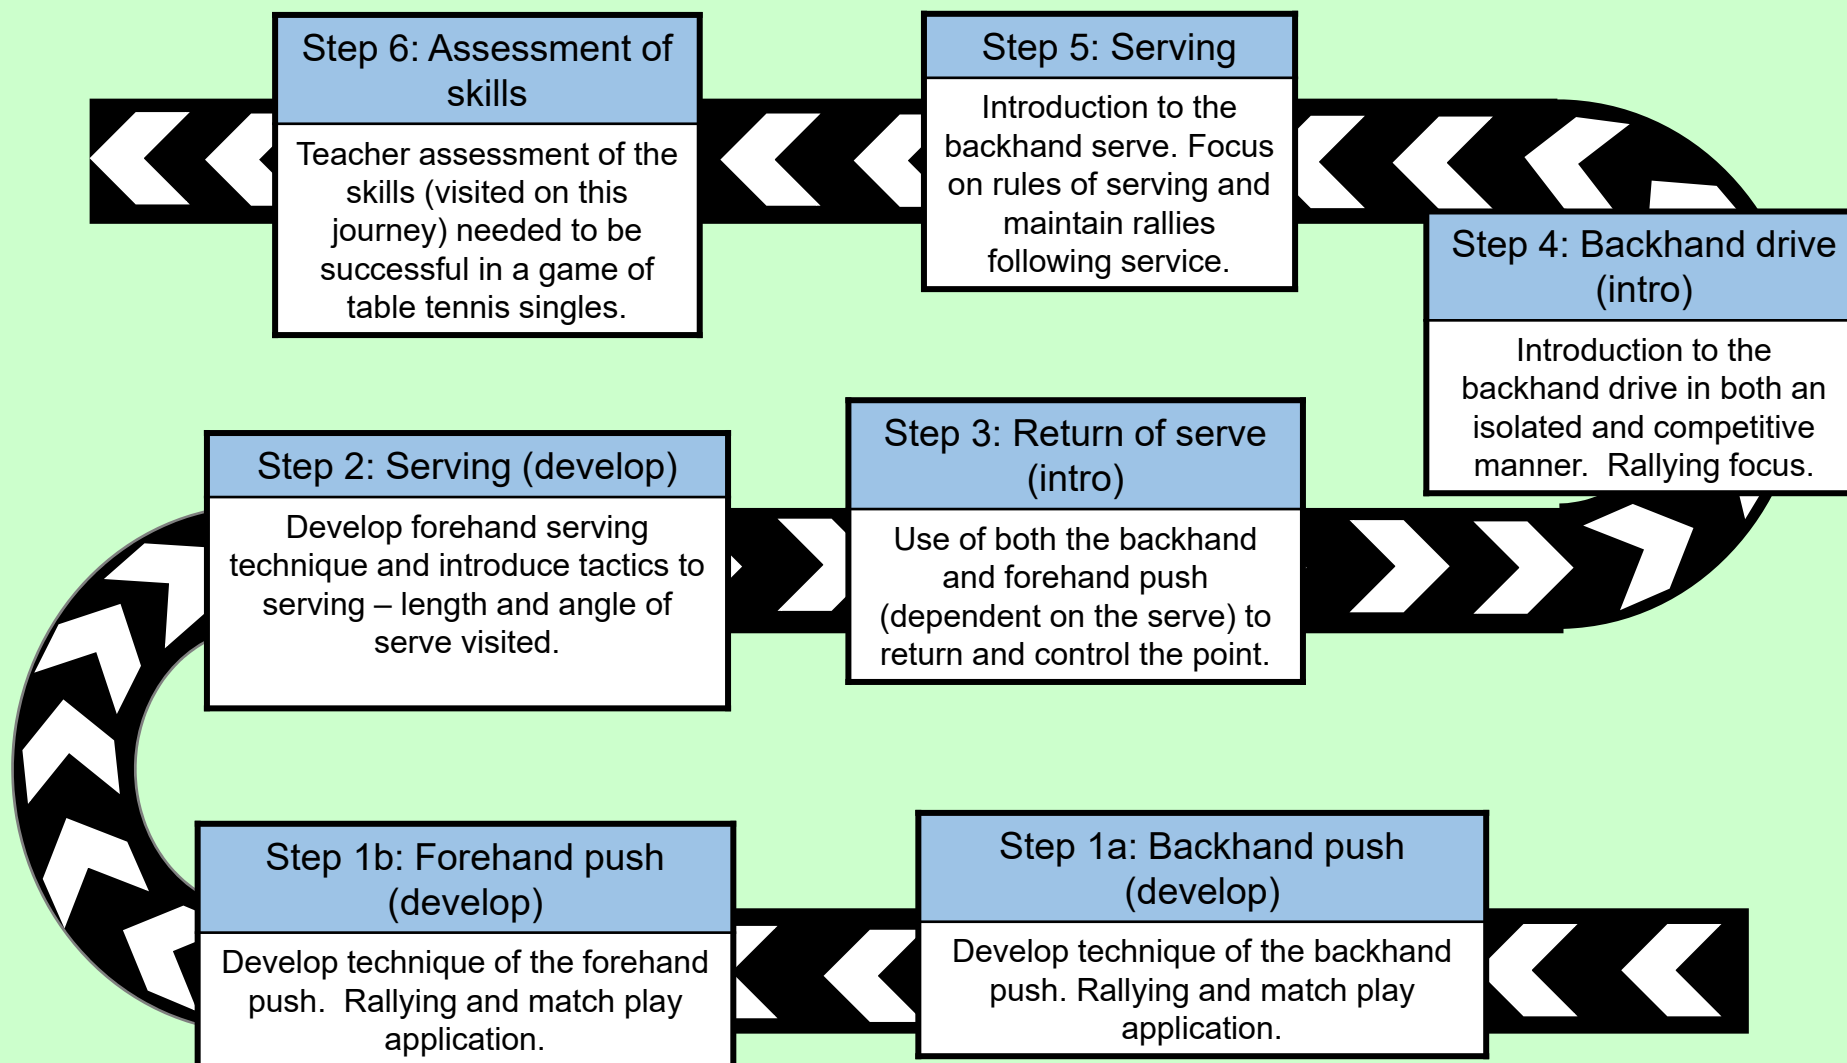 Step 6: Assessment of
skills
Teacher assessment of the
skills (visited on this
journey) needed to be
successful in a game of
table tennis singles.
Step 5: Serving
Introduction to the
backhand serve. Focus
on rules of serving and
maintain rallies
following service.
Step 4: Backhand drive
(intro)
Introduction to the
backhand drive in both an
isolated and competitive
manner.  Rallying focus.
Step 2: Serving (develop)
Develop forehand serving
technique and introduce tactics to
serving – length and angle of
serve visited.
Step 3: Return of serve
(intro)
Use of both the backhand
and forehand push
(dependent on the serve) to
return and control the point.
Step 1b: Forehand push
(develop)
Develop technique of the forehand
push.  Rallying and match play
application.
Step 1a: Backhand push
(develop)
Develop technique of the backhand
push. Rallying and match play
application.